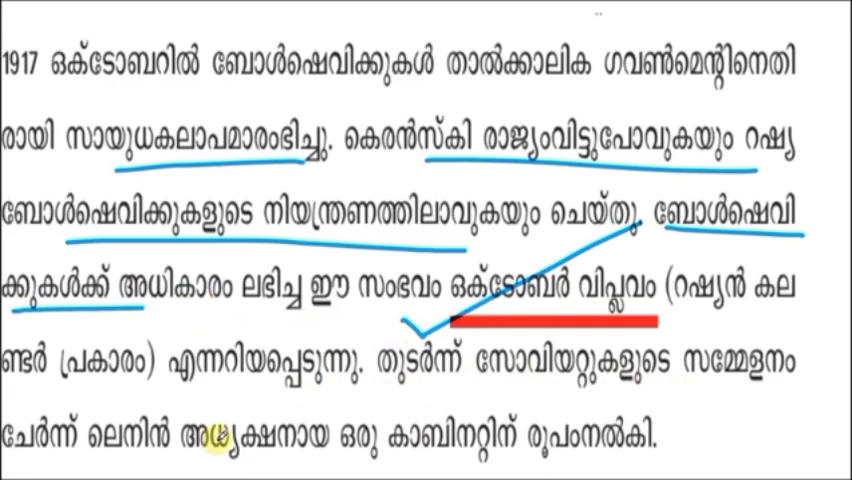 1917 ഒക്ടോബറിൽ ബോൾഷെവിക്കുകൾ താൽക്കാലിക ഗവൺമെന്റിനെതി
രായി സായുധകലാപമാരംഭിച്ചു. കെരൻസ്കി രാജ്യംവിട്ടുപോവുകയും റഷ്യ
ബോൾഷെവിക്കുകളുടെ നിയന്ത്രണത്തിലാവുകയും ചെയ്തു. ബോൾഷെവി
ക്കുകൾക്ക് അധികാരം ലഭിച്ച ഈ സംഭവം ഒക്ടോബർ വിപ്ലവം (റഷ്യൻ കല
ണ്ടർ പ്രകാരം) എന്നറിയപ്പെടുന്നു. തുടർന്ന് സോവിയറ്റുകളുടെ സമ്മേളനം
ചേർന്ന് ലെനിൻ അധ്യക്ഷനായ ഒരു കാബിനറ്റിന് രൂപംനൽകി.